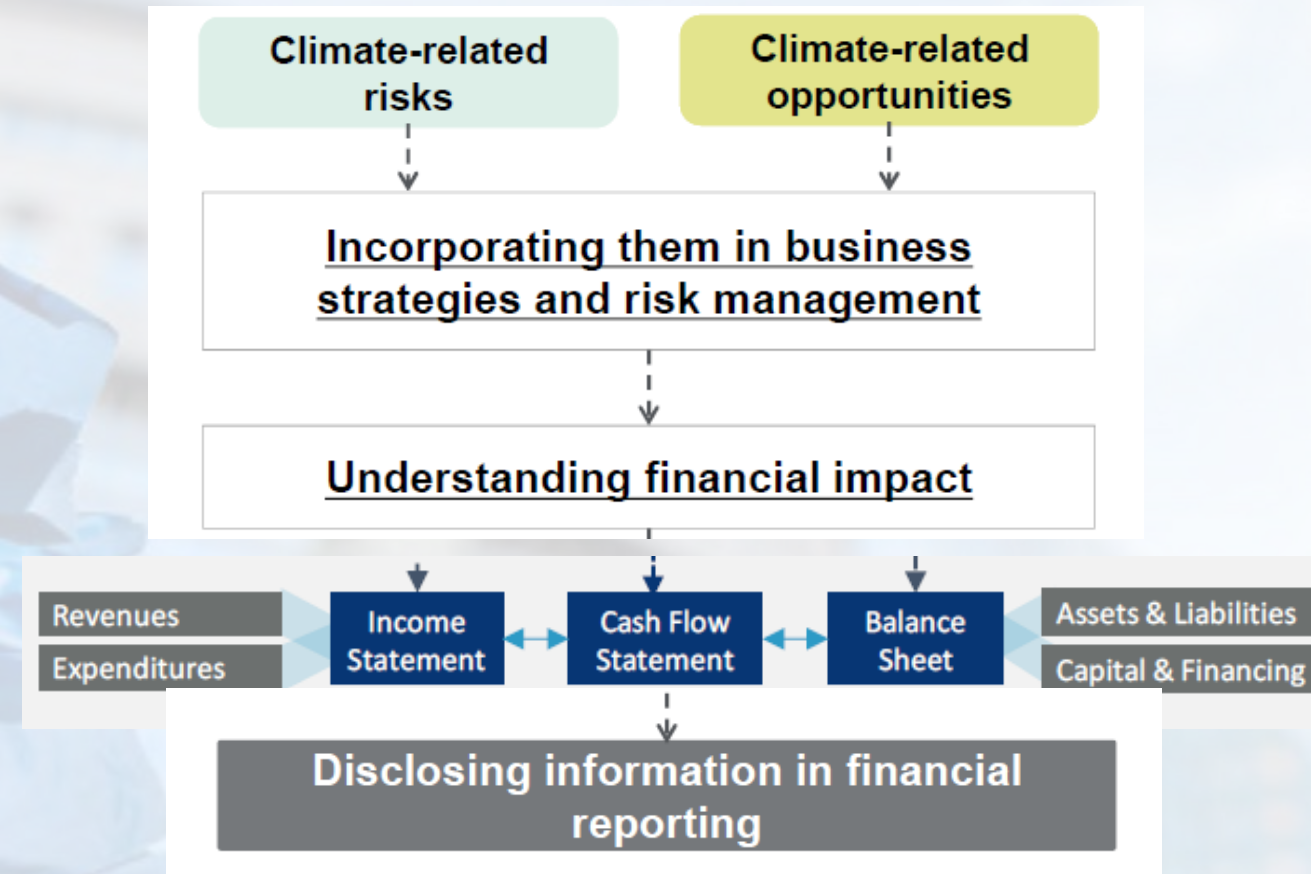 Climate-related
risks
Climate-related
opportunities
Incorporating them in business
strategies and risk management
Understanding financial impact
Revenues
Expenditures
Income
Statement
Cash Flow
Statement
Balance
Sheet
Assets & Liabilities
Capital & Financing
Disclosing information in financial
reporting